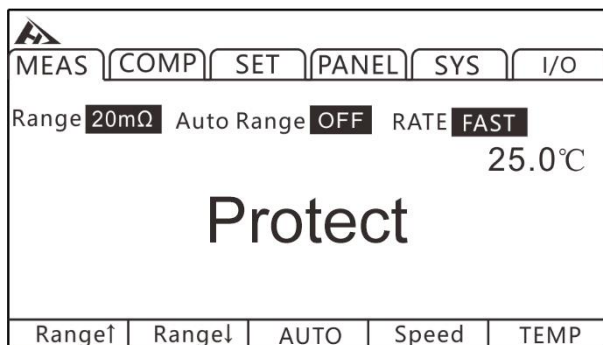 MEAS COMP SET PANEL SYS I/O
Range 20mΩ Auto Range OFF RATE FAST
25.0℃
Protect
Range↑ Range↓ AUTO Speed TEMP